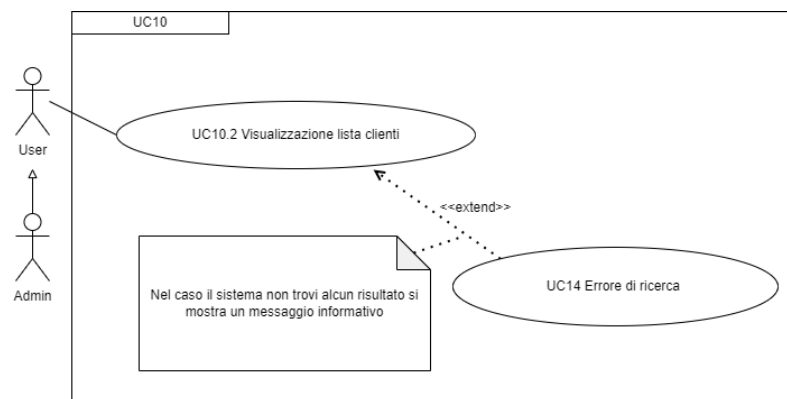 UC10
UC10.2 Visualizzazione lista clienti
User
<<extend>>
Nel caso il sistema non trovi alcun risultato si
mostra un messaggio informativo
UC14 Errore di ricerca
Admin